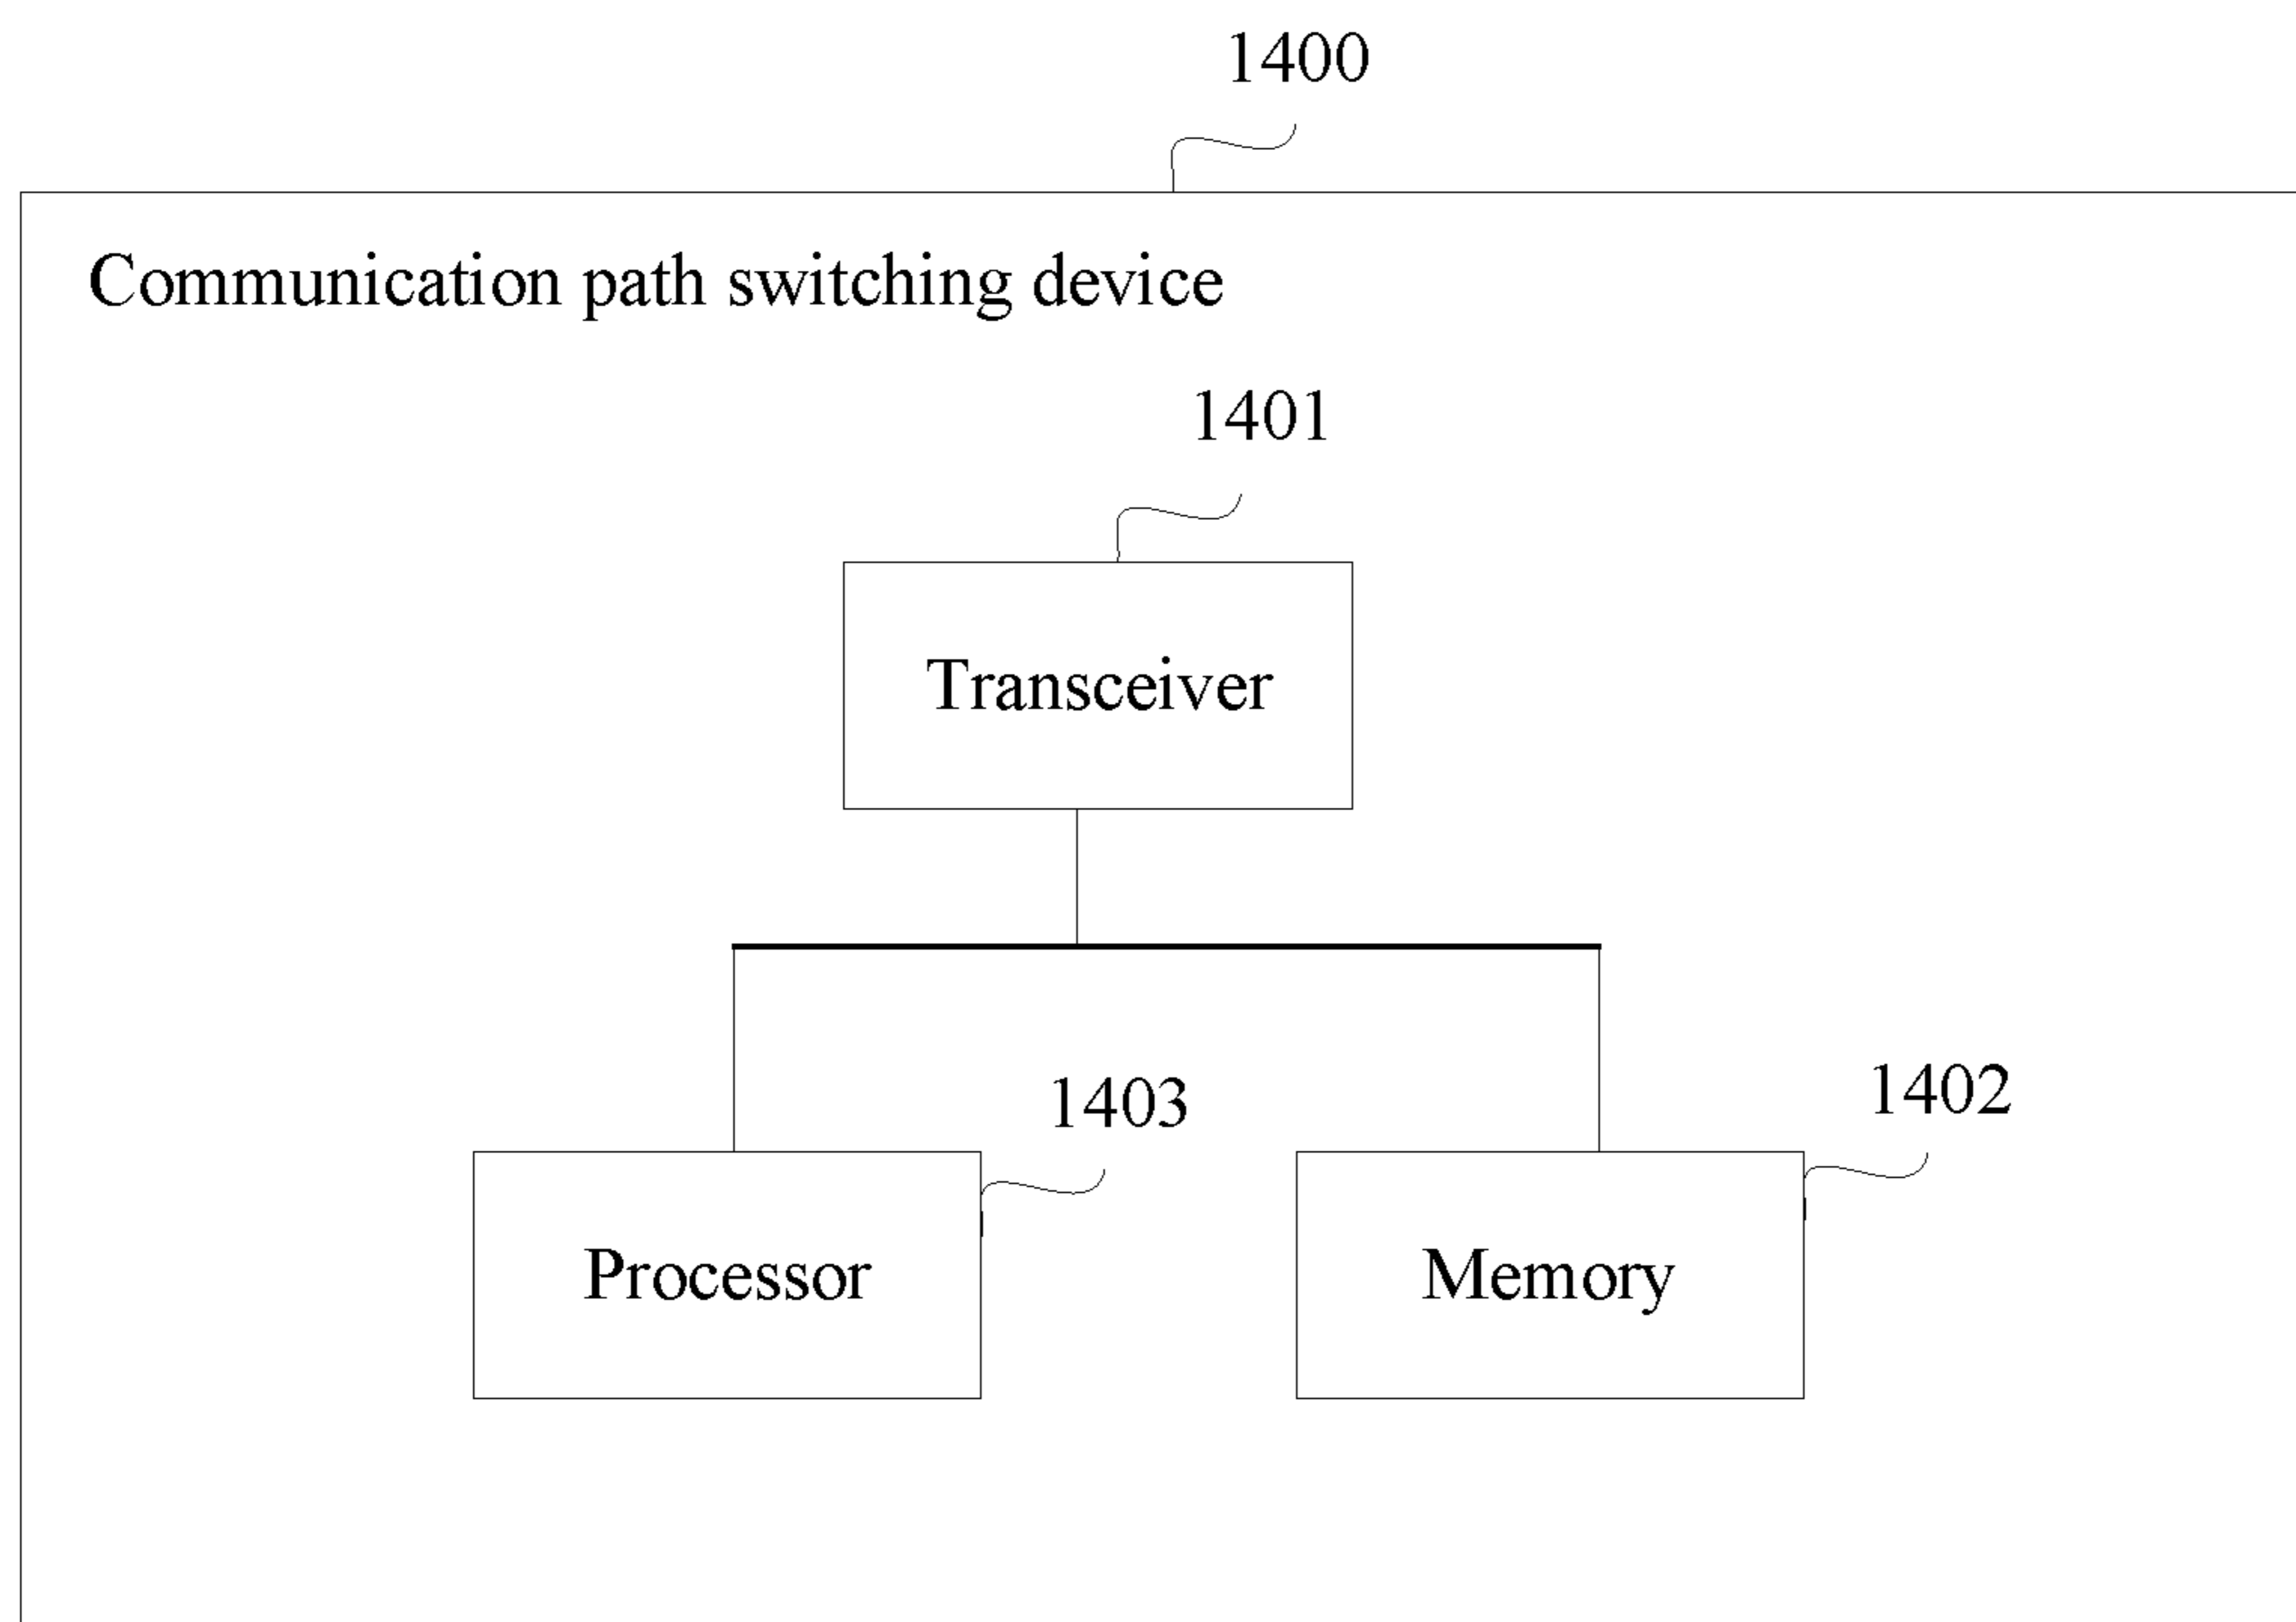 1400
Communication path switching device
1401
Transceiver
1403
1402
Processor
Memory